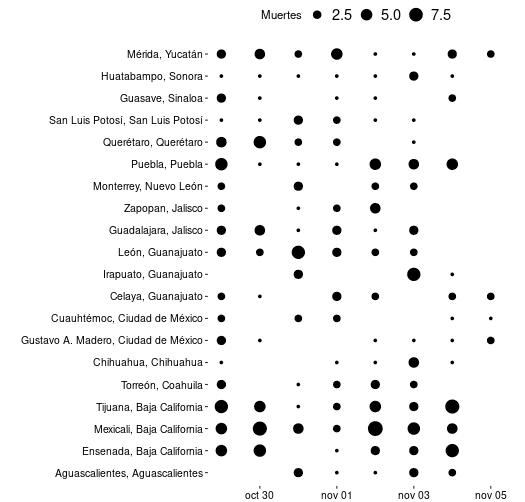 Muertes 2.5 5.0 7.5
Mérida, Yucatán
Huatabampo, Sonora
Guasave, Sinaloa
San Luis Potosí, San Luis Potosí
Querétaro, Querétaro
Puebla, Puebla
Monterrey, Nuevo León
Zapopan, Jalisco
Guadalajara, Jalisco
León, Guanajuato
Irapuato, Guanajuato
Celaya, Guanajuato
Cuauhtémoc, Ciudad de México
Gustavo A. Madero, Ciudad de México
Chihuahua, Chihuahua
Torreón, Coahuila
Tijuana, Baja California
Mexicali, Baja California
Ensenada, Baja California
Aguascalientes, Aguascalientes
oct 30 nov 01 nov 03 nov 05